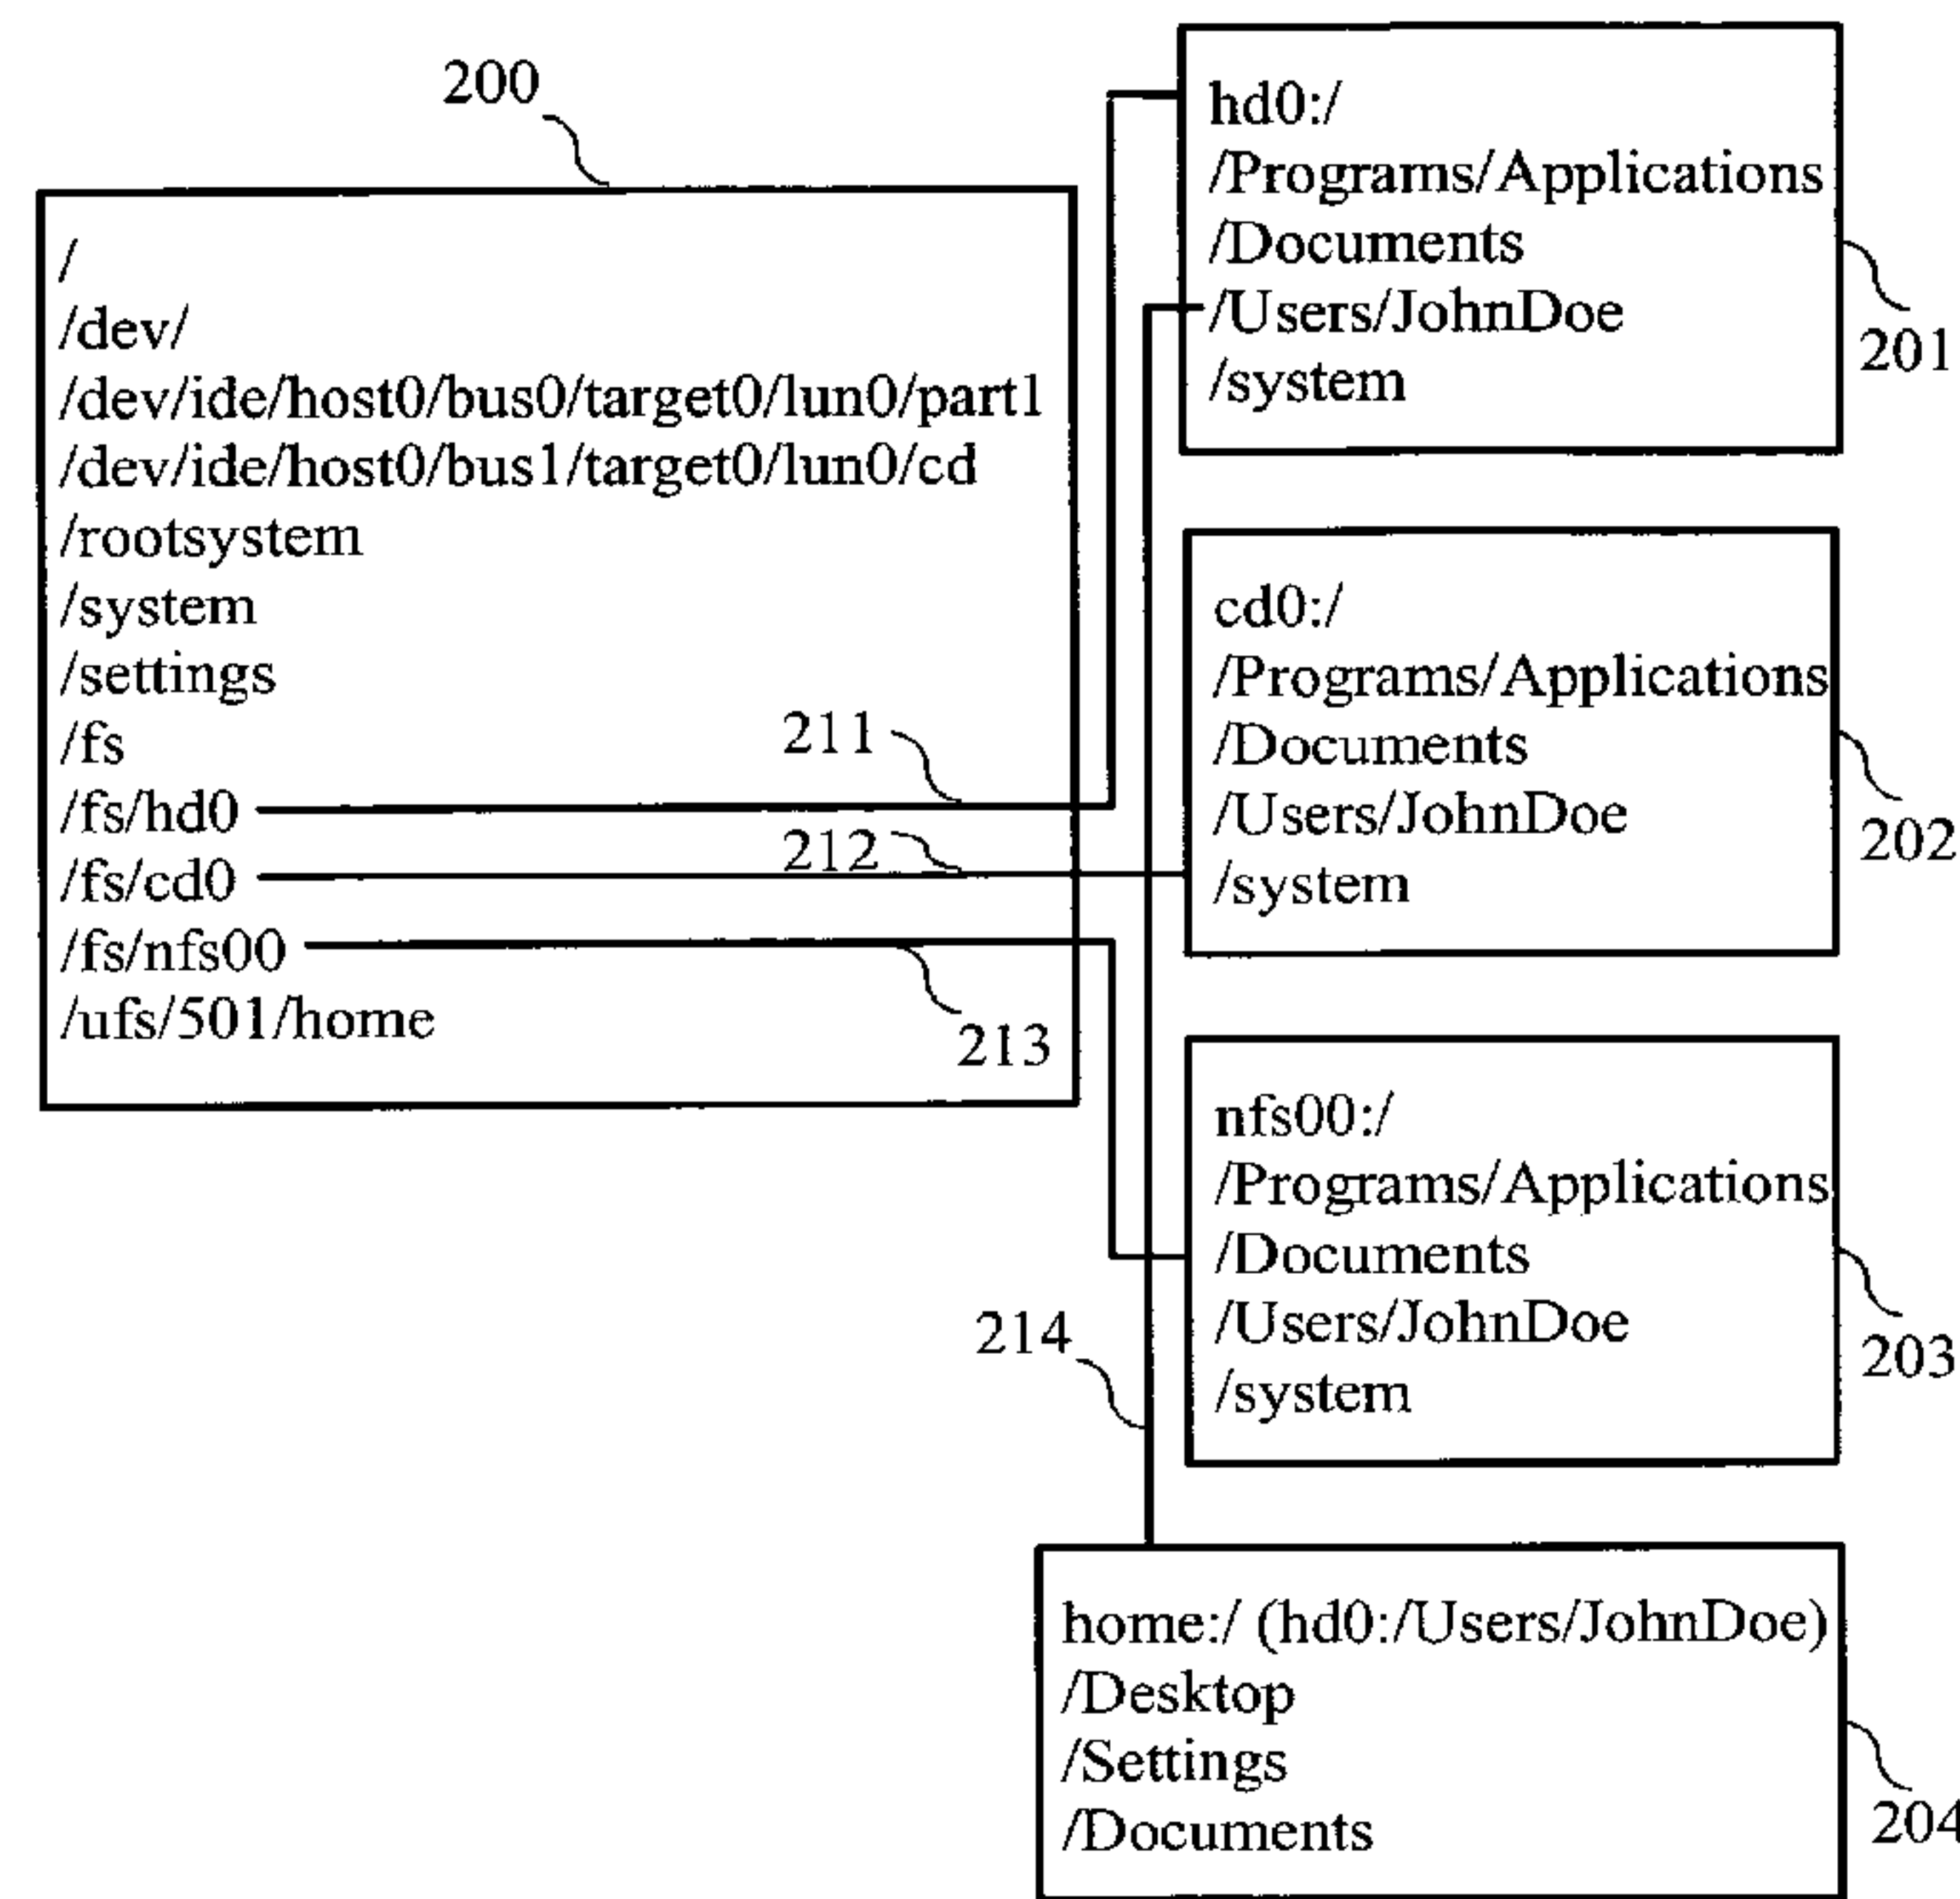 200
/
/dev/
/dev/ide/host0/bus0/target0/lun0/part1
/dev/ide/host0/bus1/target0/lun0/cd
/rootsystem
/system
/settings
/fs
/fs/hd0
/fs/cd0
/fs/nfs00
/ufs/501/home
211
212
213
hd0:/
/Programs/Applications
/Documents
/Users/JohnDoe
/system
201
cd0:/
/Programs/Applications
/Documents
/Users/JohnDoe
/system
202
nfs00:/
/Programs/Applications
/Documents
/Users/JohnDoe
/system
203
214
home:/ (hd0:/Users/JohnDoe)
/Desktop
/Settings
/Documents
204